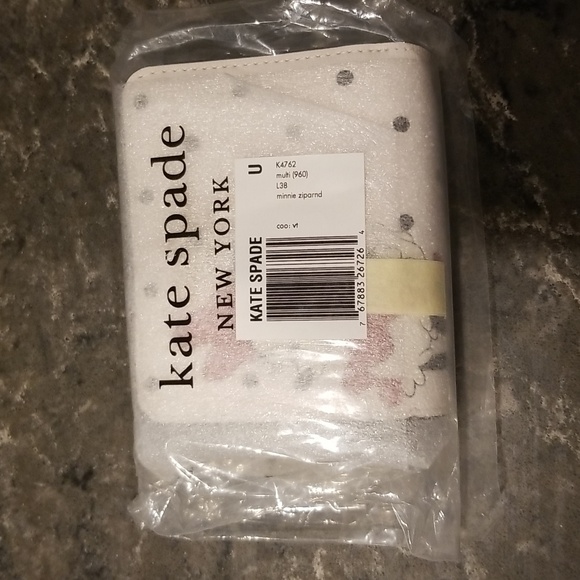 kate spade
NEW YORK
KATE SPADE
U
K4762
multi (960)
L38
minnie ziparnd
coo: vt
7 67883 26726 4